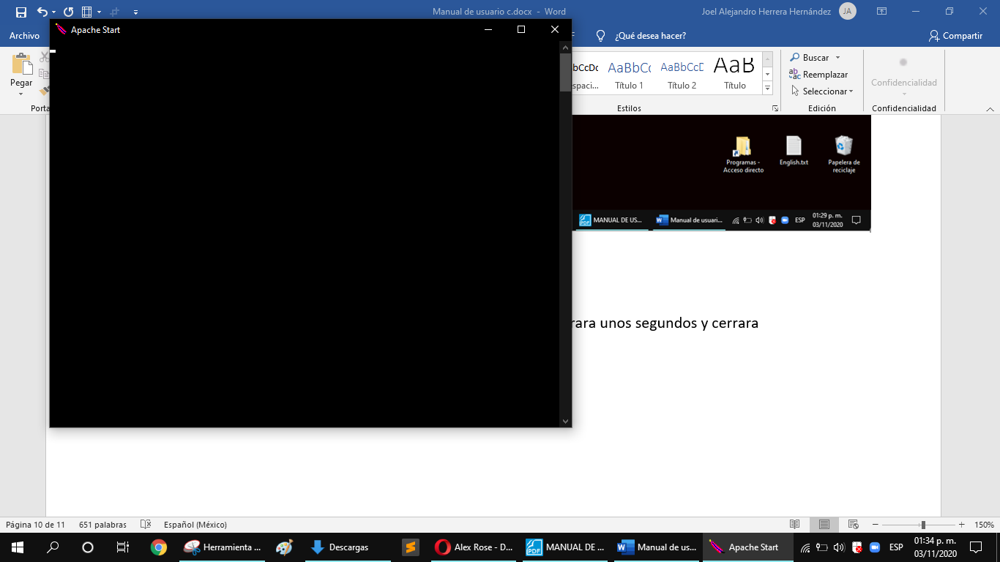 Manual de usuario c.docx - Word
Joel Alejandro Herrera Hernández
JA
Apache Start
Archivo
¿Qué desea hacer?
Compartir
Pegar
AaBbCc
AaBbCcD
AaB
Título 1
Título 2
Título
Estilos
Buscar
Reemplazar
Seleccionar
Edición
Confidencialidad
Confidencialidad
Programas -
Acceso directo
English.txt
Papelera de
reciclaje
MANUAL DE US...
Manual de usuari...
ESP
01:29 p. m.
03/11/2020
unos segundos y cerrara
Página 10 de 11
651 palabras
Español (México)
150%
Herramienta ...
Descargas
Alex Rose - D...
MANUAL DE ...
Manual de us...
Apache Start
ESP
01:34 p. m.
03/11/2020